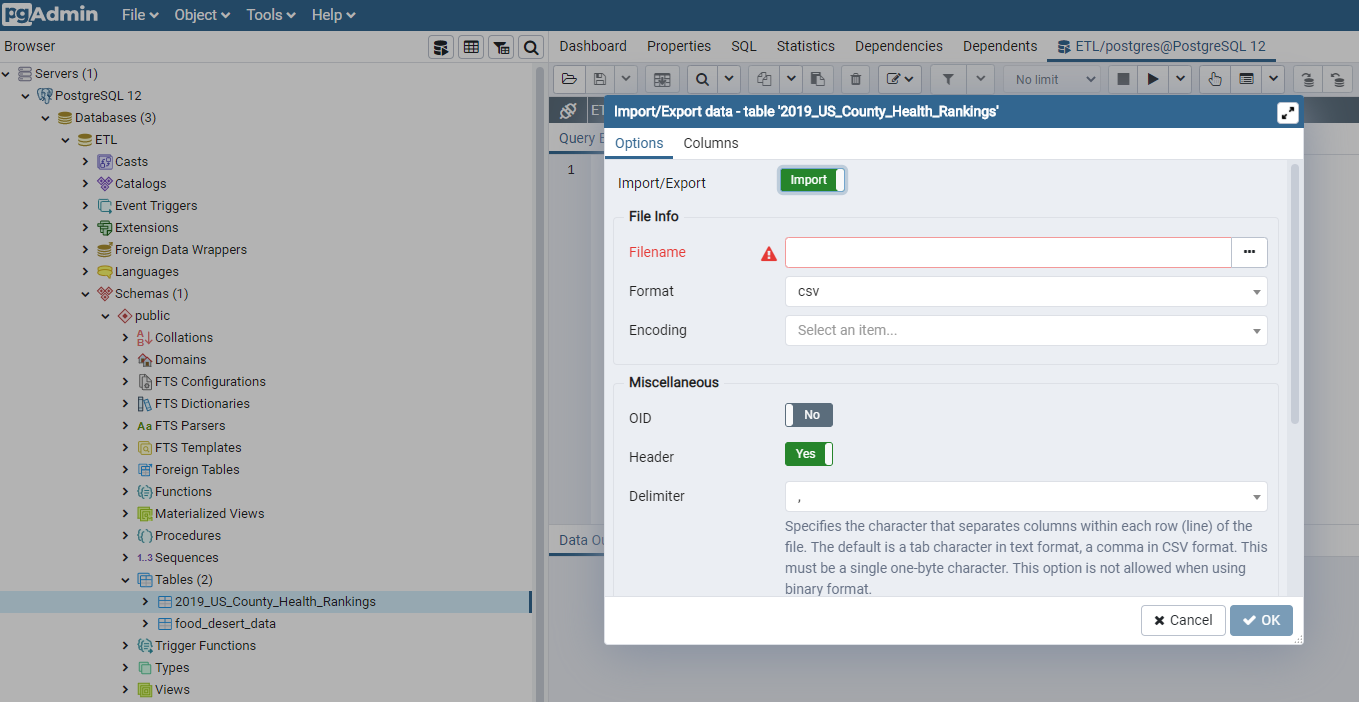 pgAdmin File Object Tools Help
Browser
Dashboard Properties SQL Statistics Dependencies Dependents ETL/postgres@PostgreSQL 12
Servers (1)
PostgreSQL 12
Databases (3)
ETL
Casts
Catalogs
Event Triggers
Extensions
Foreign Data Wrappers
Languages
Schemas (1)
public
Collations
Domains
FTS Configurations
FTS Dictionaries
Aa FTS Parsers
FTS Templates
Foreign Tables
Functions
Materialized Views
Procedures
1..3 Sequences
Tables (2)
2019_US_County_Health_Rankings
food_desert_data
Trigger Functions
Types
Views
No limit
Query E
1
Data Ou
Import/Export data - table '2019_US_County_Health_Rankings'
Options Columns
Import/Export Import
File Info
Filename
Format csv
Encoding Select an item...
Miscellaneous
OID No
Header Yes
Delimiter ,
Specifies the character that separates columns within each row (line) of the
file. The default is a tab character in text format, a comma in CSV format. This
must be a single one-byte character. This option is not allowed when using
binary format.
Cancel OK